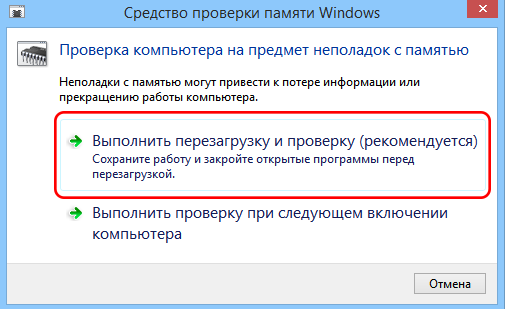 Средство проверки памяти Windows
Проверка компьютера на предмет неполадок с памятью
Неполадки с памятью могут привести к потере информации или
прекращению работы компьютера.
Выполнить перезагрузку и проверку (рекомендуется)
Сохраните работу и закройте открытые программы перед
перезагрузкой.
Выполнить проверку при следующем включении
компьютера
Отмена